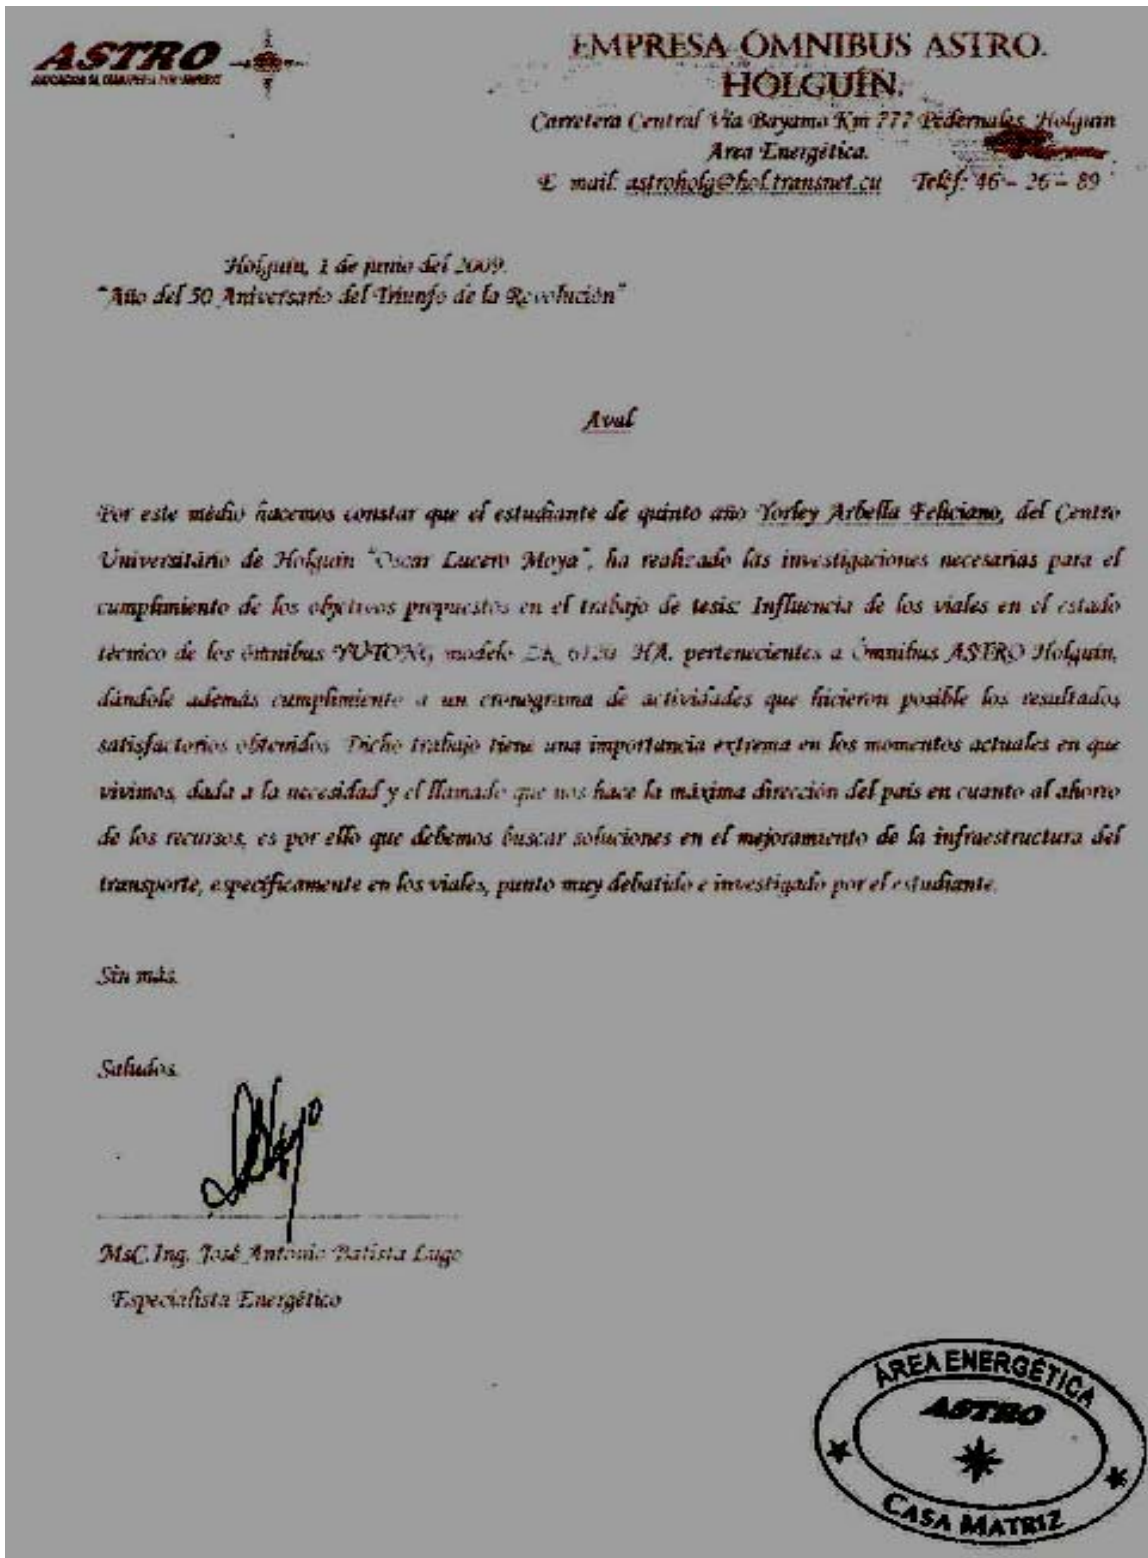 ASTRO
EMPRESA ÓMNIBUS ASTRO.
HOLGUÍN.
Carretera Central Vía Bayamo Km 777 Pedernales, Holguín
Area Energética.
E mail: astroholg@hol.transnet.cu Teléf: 46 – 26 – 89
Holguín, 1 de junio del 2009.
"Año del 50 Aniversario del Triunfo de la Revolución"
Aval
Por este médio hacemos constar que el estudiante de quinto año Yorley Arbella Feliciano, del Centro
Universitário de Holguín "Oscar Lucero Moya", ha realizado las investigaciones necesarias para el
cumplimiento de los objetivos propuestos en el trabajo de tesis: Influencia de los viales en el estado
técnico de los ómnibus YUTONG, modelo HA, pertenecientes a Ómnibus ASTRO Holguín,
dándole además cumplimiento a un cronograma de actividades que hicieron posible los resultados
satisfactorios obtenidos. Dicho trabajo tiene una importancia extrema en los momentos actuales en que
vivimos, dada a la necesidad y el llamado que nos hace la máxima dirección del país en cuanto al ahorro
de los recursos, es por ello que debemos buscar soluciones en el mejoramiento de la infraestructura del
transporte, específicamente en los viales, punto muy debatido e investigado por el estudiante.
Sin más.
Saludos.
MsC. Ing. José Antonio Batista Lugo
Especialista Energético
ÁREA ENERGÉTICA
ASTRO
CASA MATRIZ